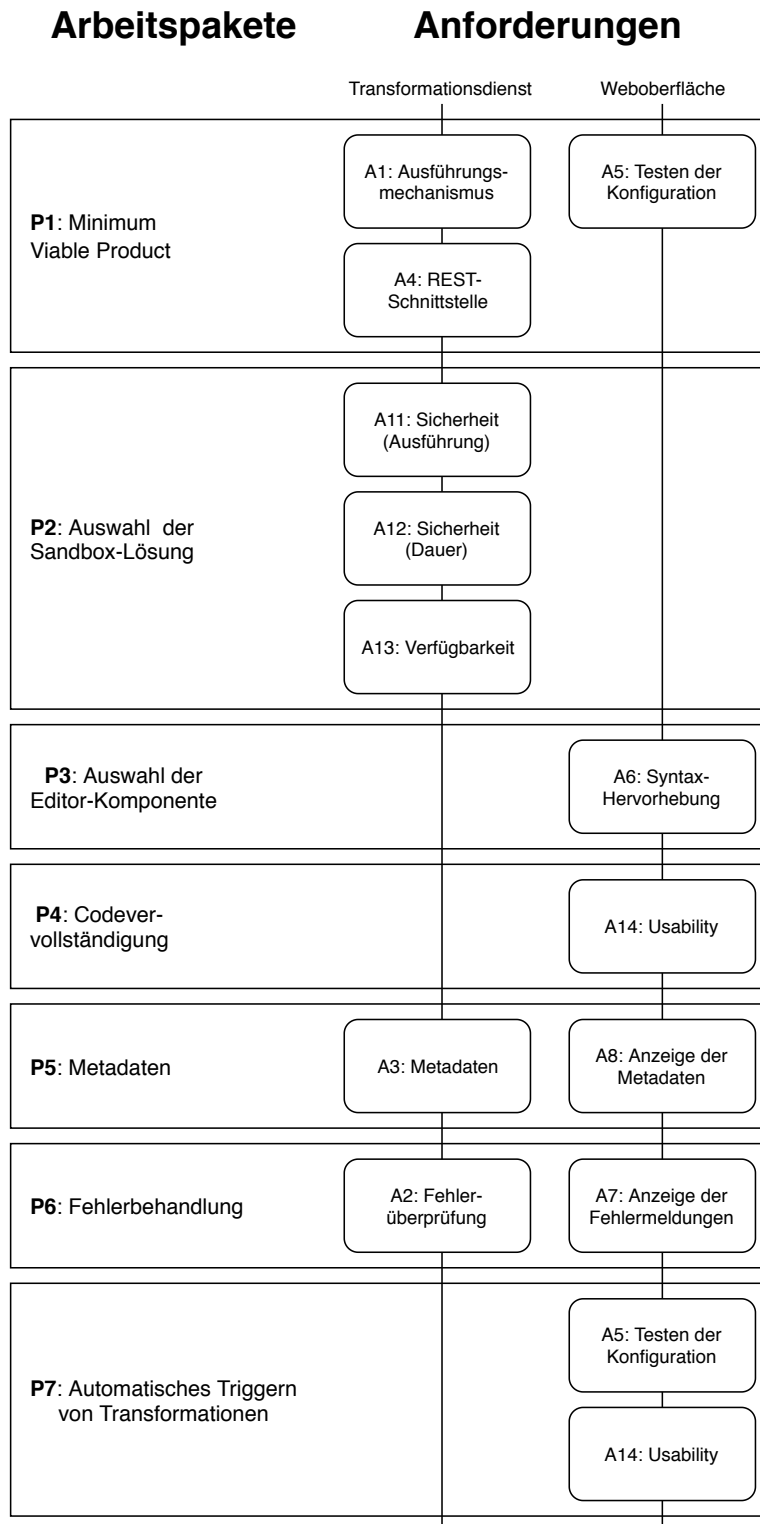 Arbeitspakete Anforderungen
Transformationsdienst Weboberfläche
P1: Minimum
Viable Product
A1: Ausführungs-
mechanismus
A5: Testen der
Konfiguration
A4: REST-
Schnittstelle
P2: Auswahl der
Sandbox-Lösung
A11: Sicherheit
(Ausführung)
A12: Sicherheit
(Dauer)
A13: Verfügbarkeit
P3: Auswahl der
Editor-Komponente
A6: Syntax-
Hervorhebung
P4: Codever-
vollständigung
A14: Usability
P5: Metadaten
A3: Metadaten
A8: Anzeige der
Metadaten
P6: Fehlerbehandlung
A2: Fehler-
überprüfung
A7: Anzeige der
Fehlermeldungen
P7: Automatisches Triggern
von Transformationen
A5: Testen der
Konfiguration
A14: Usability